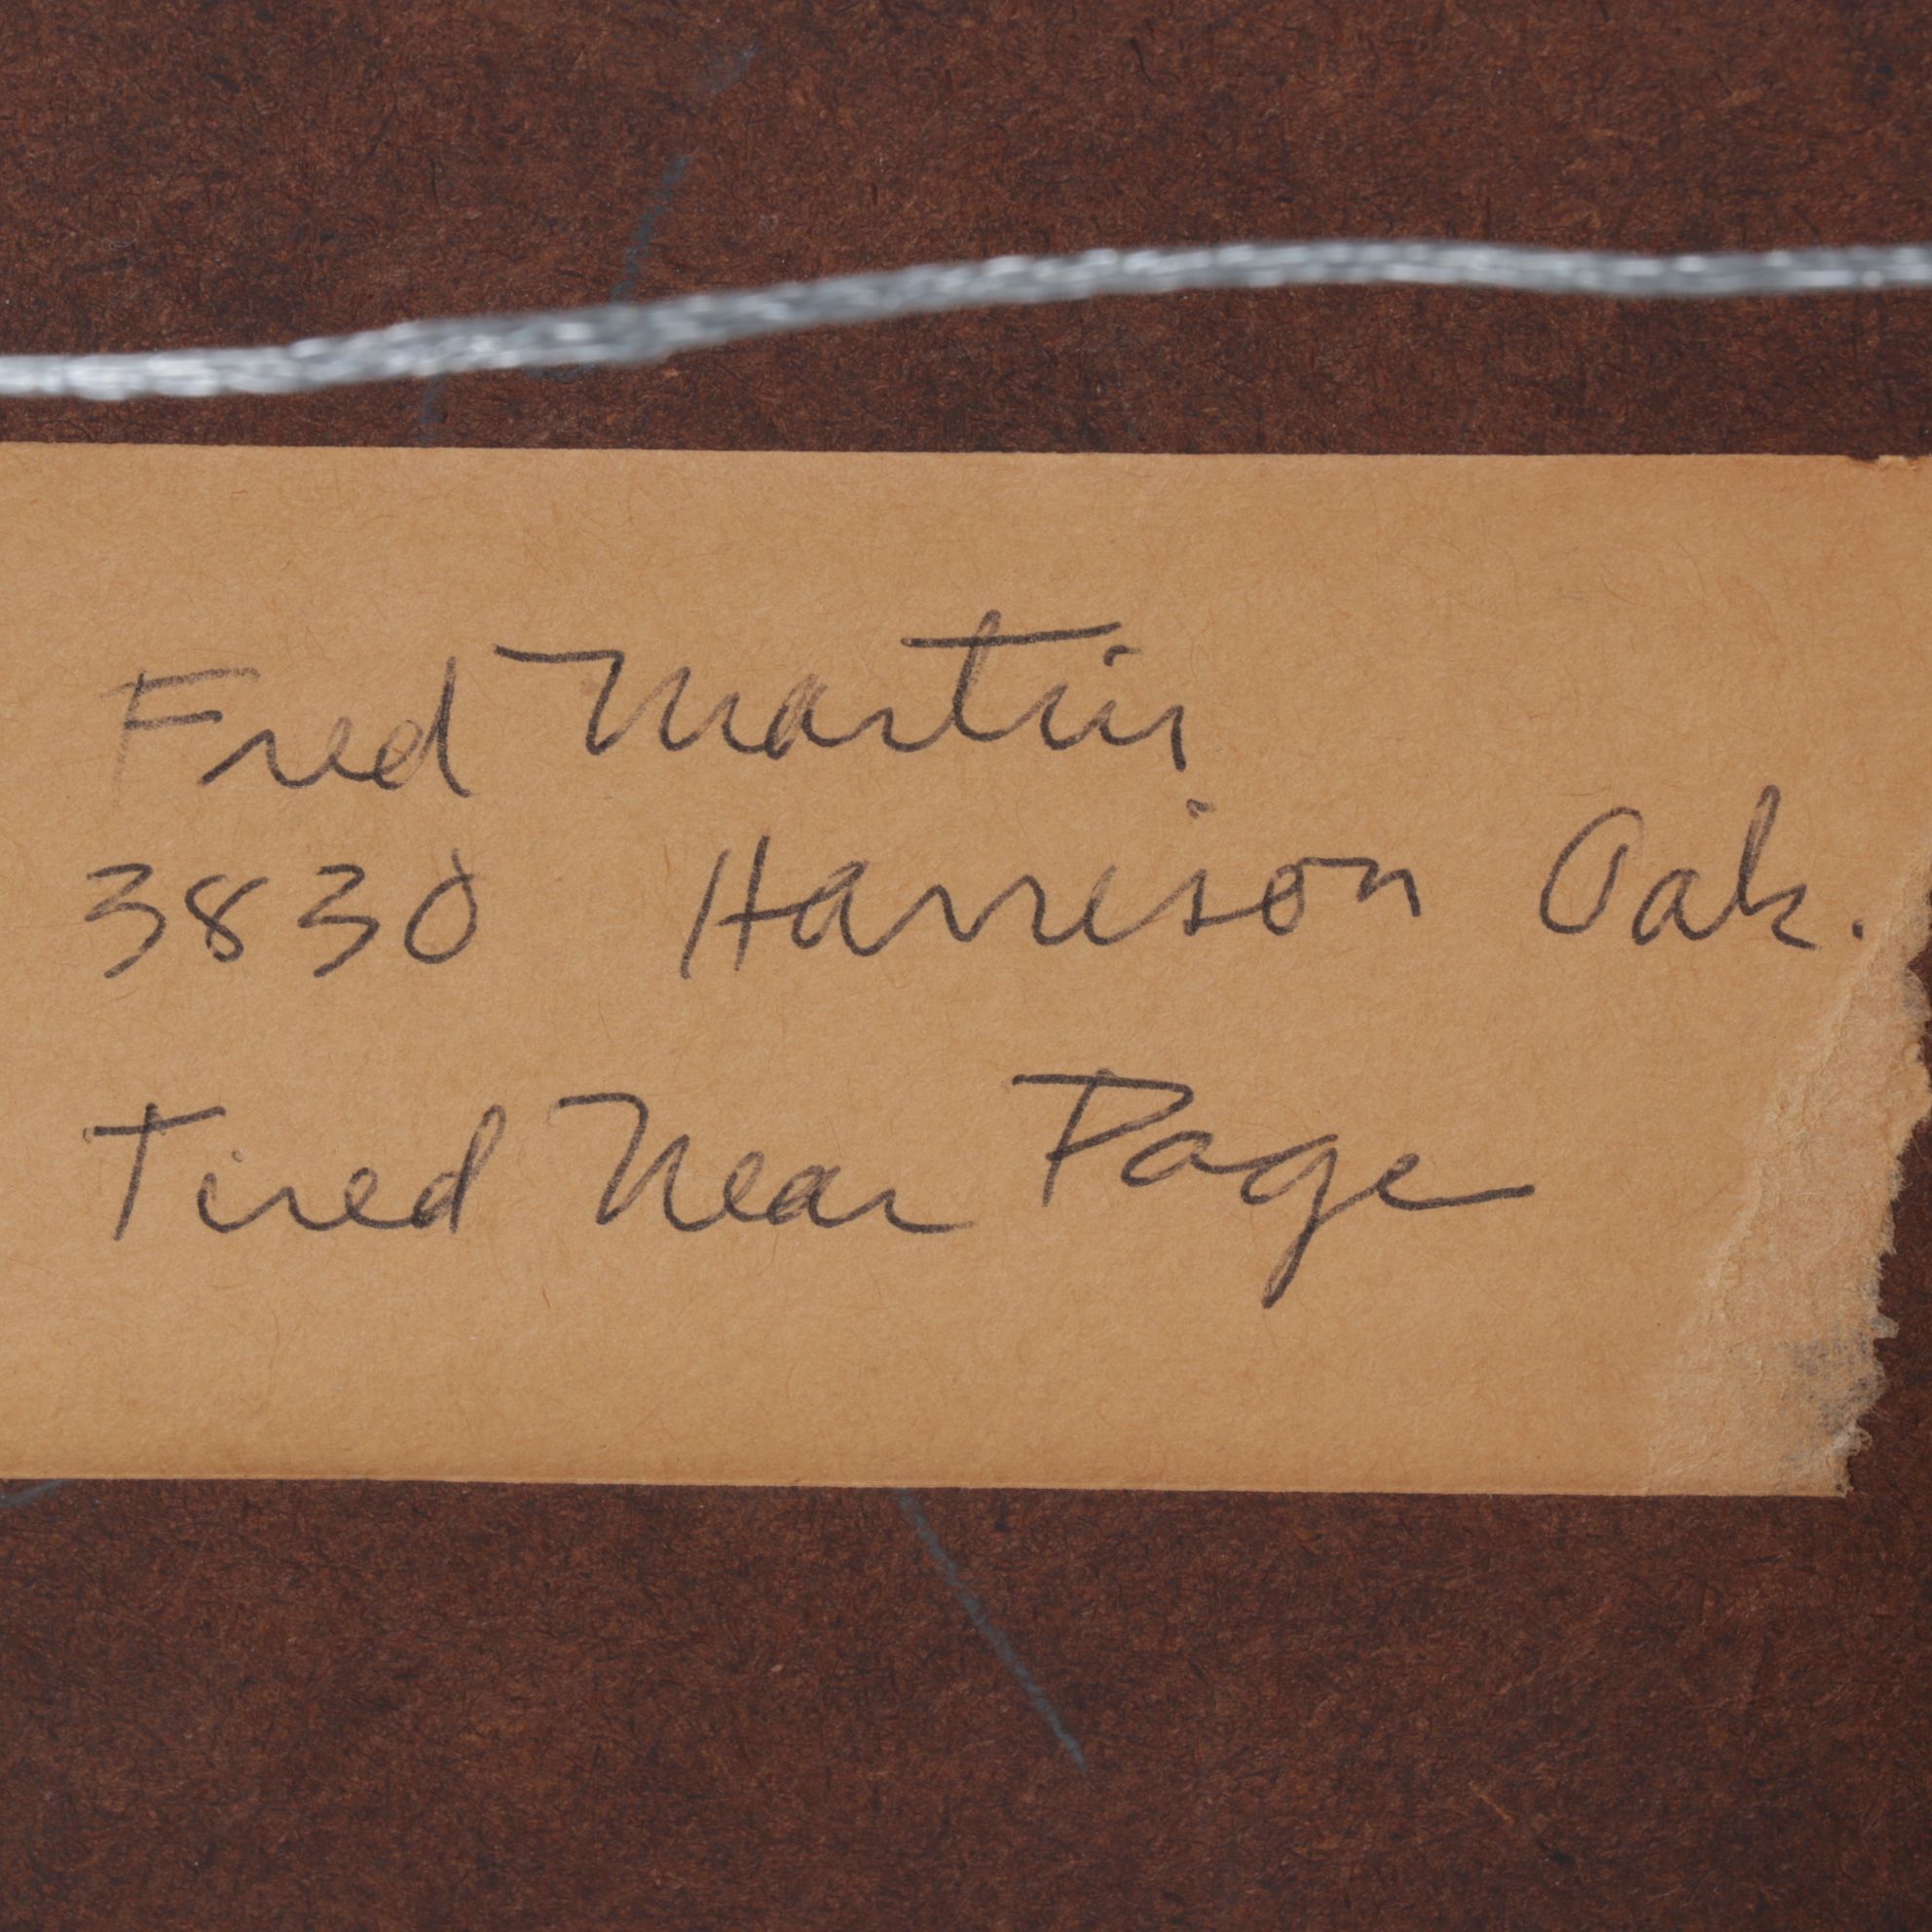 Fred Martin
3830 Harrison Oak.
Tired Near Page